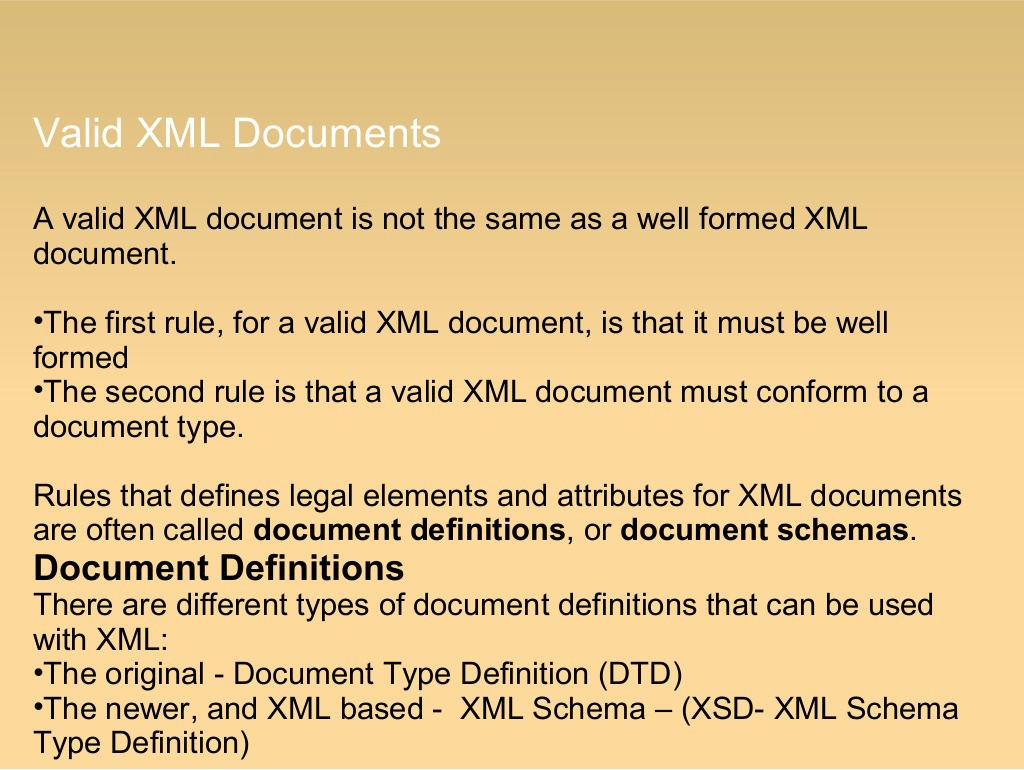 Valid XML Documents
A valid XML document is not the same as a well formed XML
document.
•The first rule, for a valid XML document, is that it must be well
formed
•The second rule is that a valid XML document must conform to a
document type.
Rules that defines legal elements and attributes for XML documents
are often called document definitions, or document schemas.
Document Definitions
There are different types of document definitions that can be used
with XML:
•The original - Document Type Definition (DTD)
•The newer, and XML based -  XML Schema – (XSD- XML Schema
Type Definition)